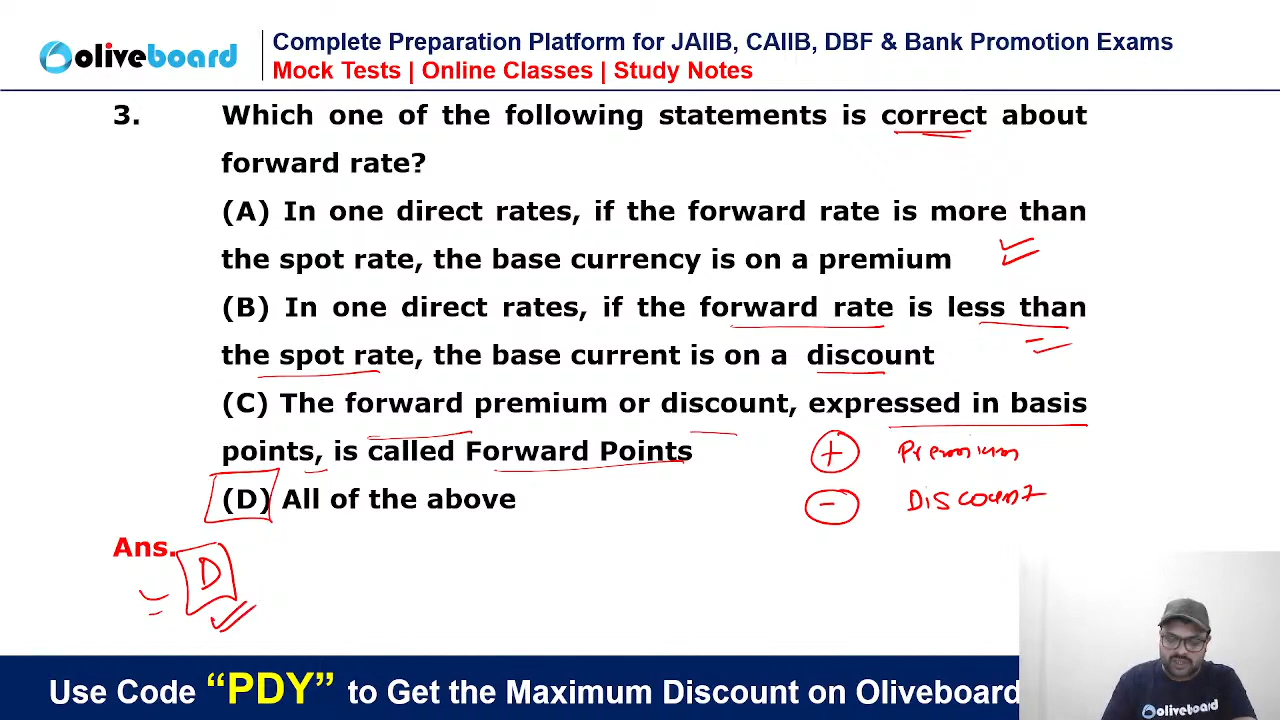 oliveboard
Complete Preparation Platform for JAIIB, CAIIB, DBF & Bank Promotion Exams
Mock Tests | Online Classes | Study Notes
3. Which one of the following statements is correct about
forward rate?
(A) In one direct rates, if the forward rate is more than
the spot rate, the base currency is on a premium
(B) In one direct rates, if the forward rate is less than
the spot rate, the base current is on a discount
(C) The forward premium or discount, expressed in basis
points, is called Forward Points
+ Premium
(D) All of the above
- Discount
Ans.
D
Use Code “PDY” to Get the Maximum Discount on Oliveboard
oliveboard